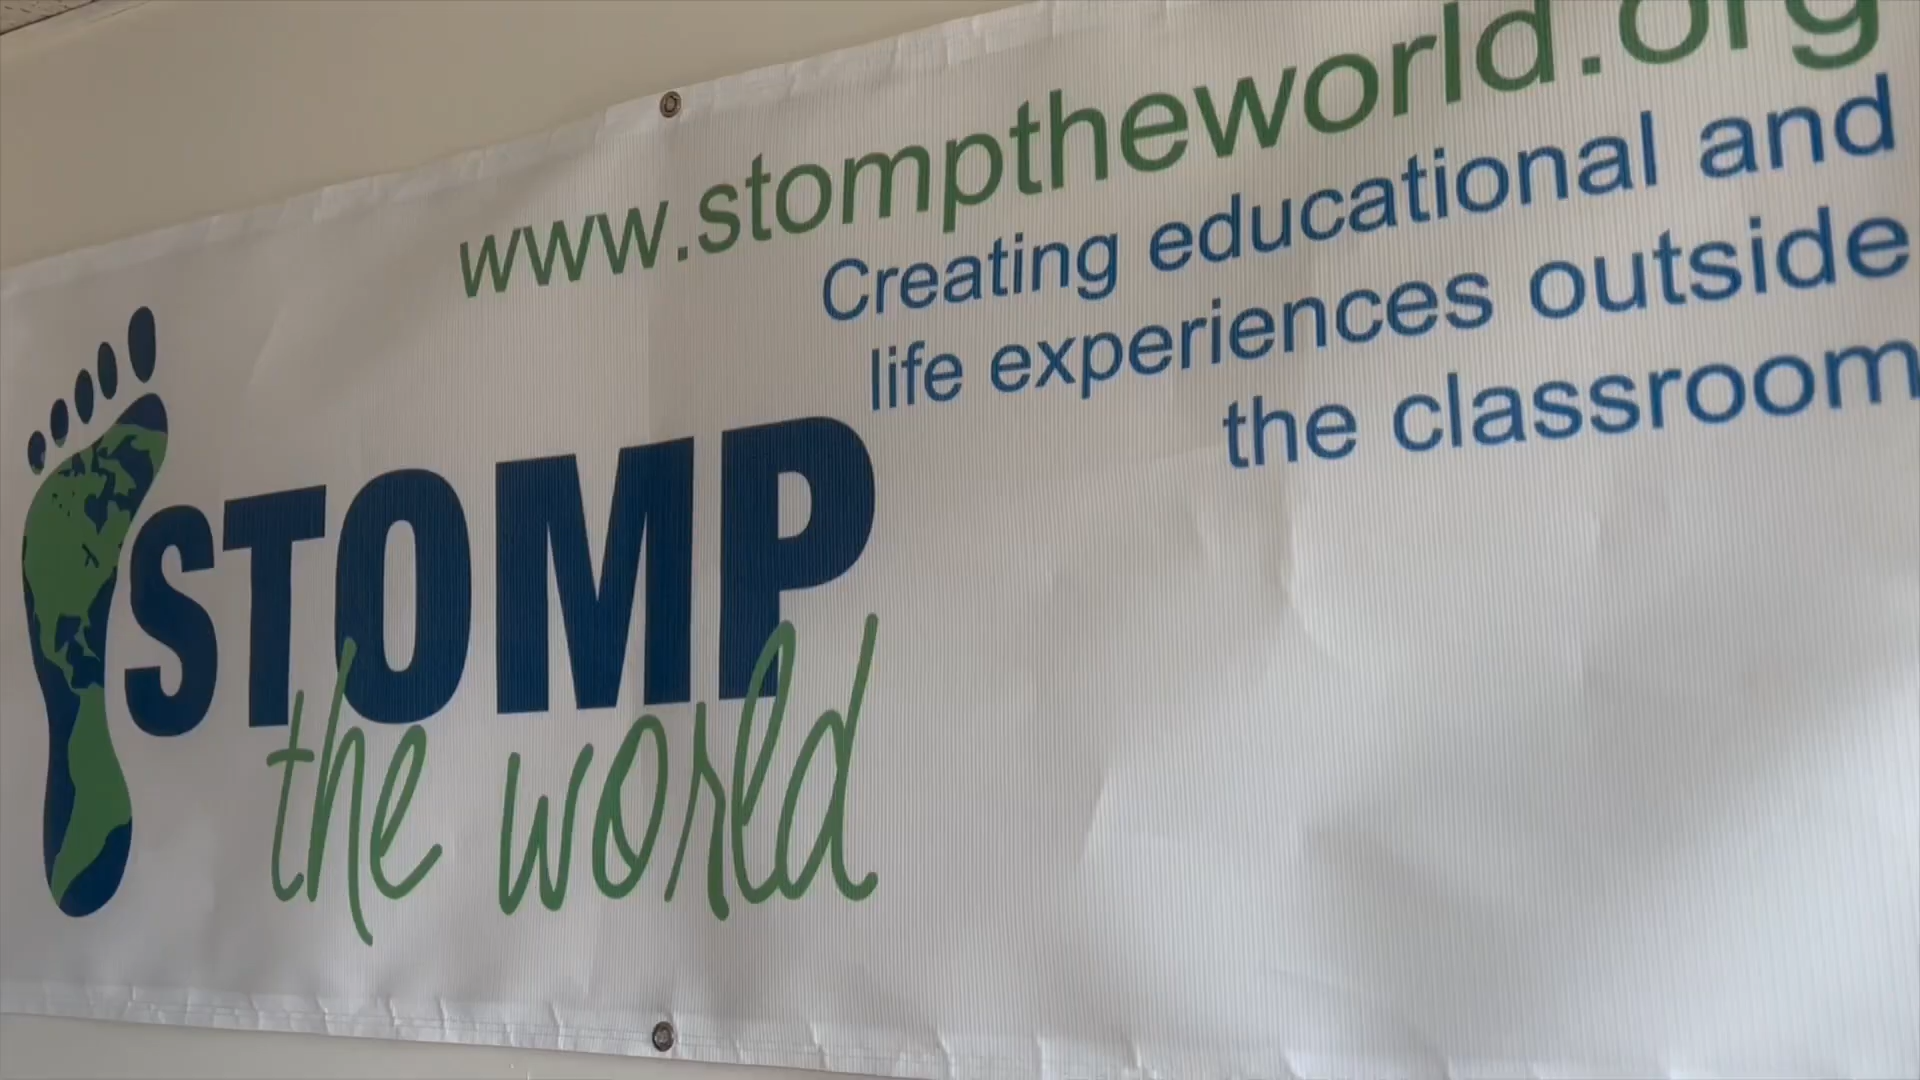 www.stomptheworld.org
Creating educational and
life experiences outside
the classroom
STOMP
the world